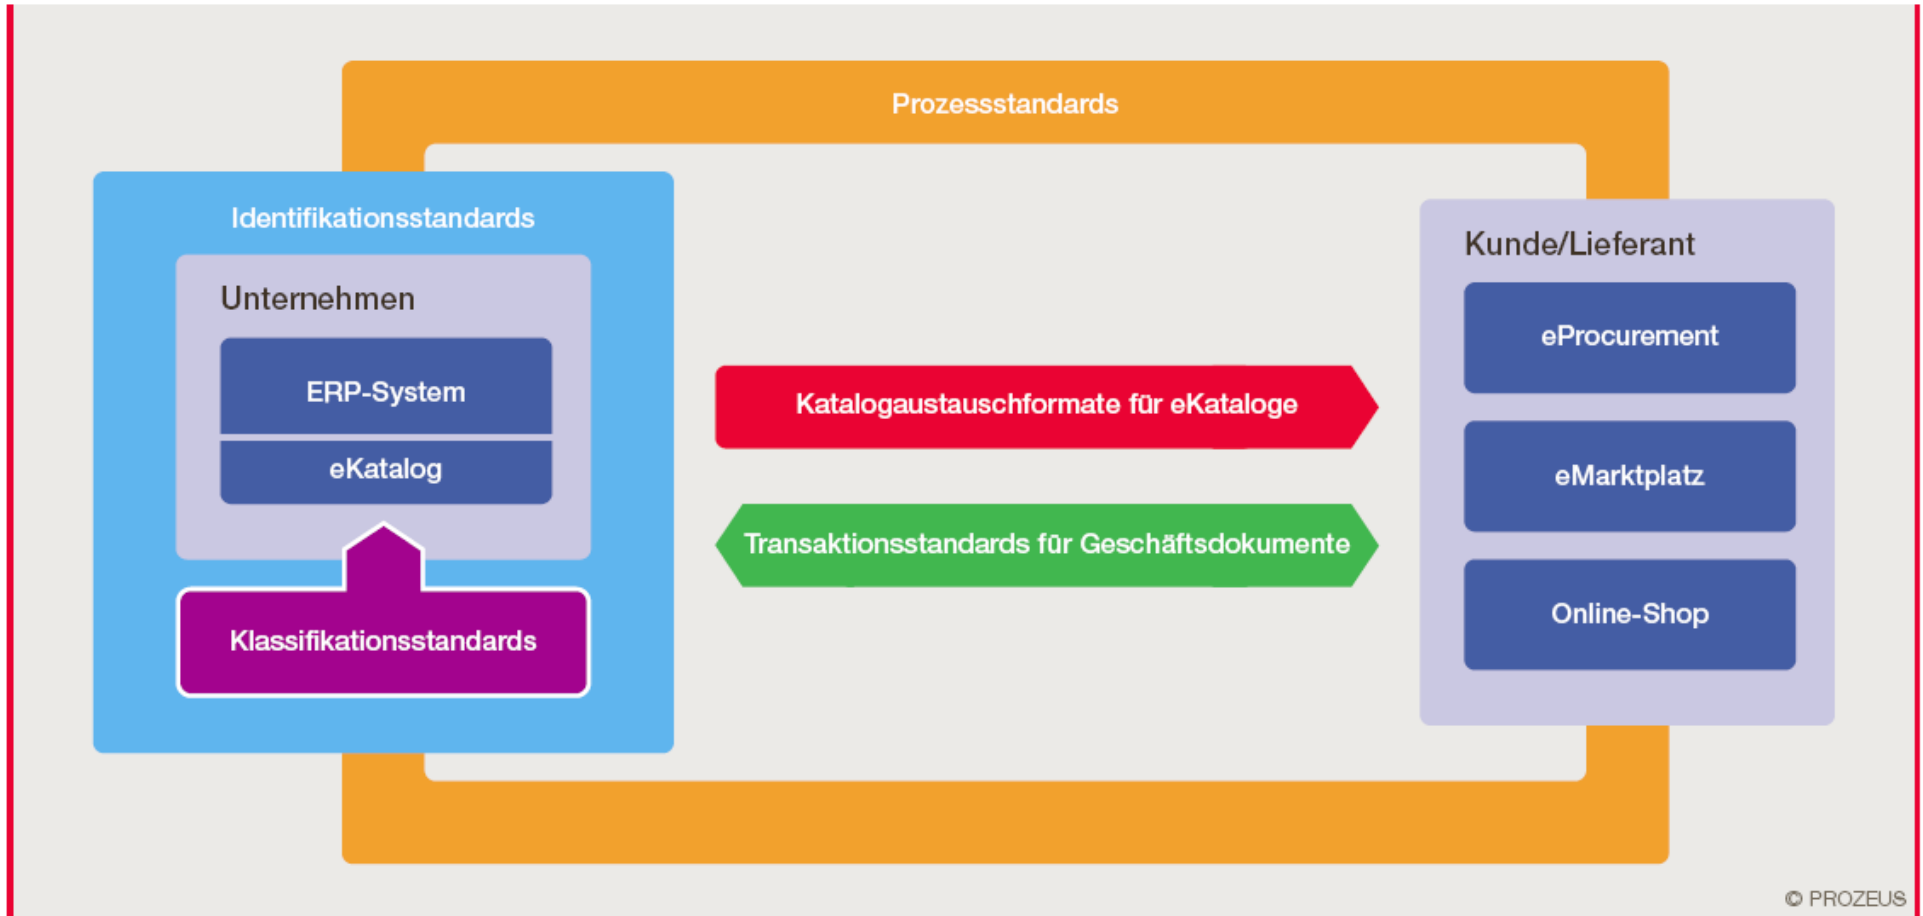 Prozessstandards
Identifikationsstandards
Unternehmen
ERP-System
eKatalog
Klassifikationsstandards
Katalogaustauschformate für eKataloge
Transaktionsstandards für Geschäftsdokumente
Kunde/Lieferant
eProcurement
eMarktplatz
Online-Shop
© PROZEUS